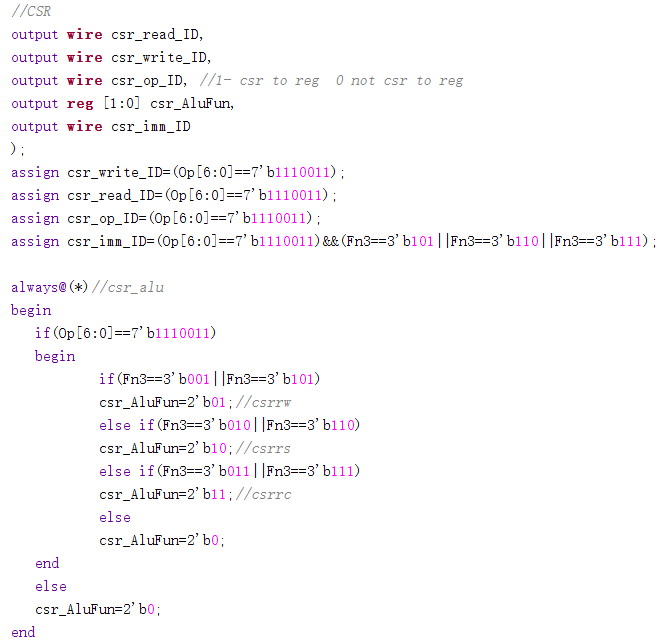 //CSR
output wire csr_read_ID,
output wire csr_write_ID,
output wire csr_op_ID, //1- csr to reg  0 not csr to reg
output reg [1:0] csr_AluFun,
output wire csr_imm_ID
);
assign csr_write_ID=(Op[6:0]==7'b1110011);
assign csr_read_ID=(Op[6:0]==7'b1110011);
assign csr_op_ID=(Op[6:0]==7'b1110011);
assign csr_imm_ID=(Op[6:0]==7'b1110011)&&(Fn3==3'b101||Fn3==3'b110||Fn3==3'b111);
always@(*)//csr_alu
begin
if(Op[6:0]==7'b1110011)
begin
if(Fn3==3'b001||Fn3==3'b101)
csr_AluFun=2'b01;//csrrw
else if(Fn3==3'b010||Fn3==3'b110)
csr_AluFun=2'b10;//csrrs
else if(Fn3==3'b011||Fn3==3'b111)
csr_AluFun=2'b11;//csrrc
else
csr_AluFun=2'b0;
end
else
csr_AluFun=2'b0;
end